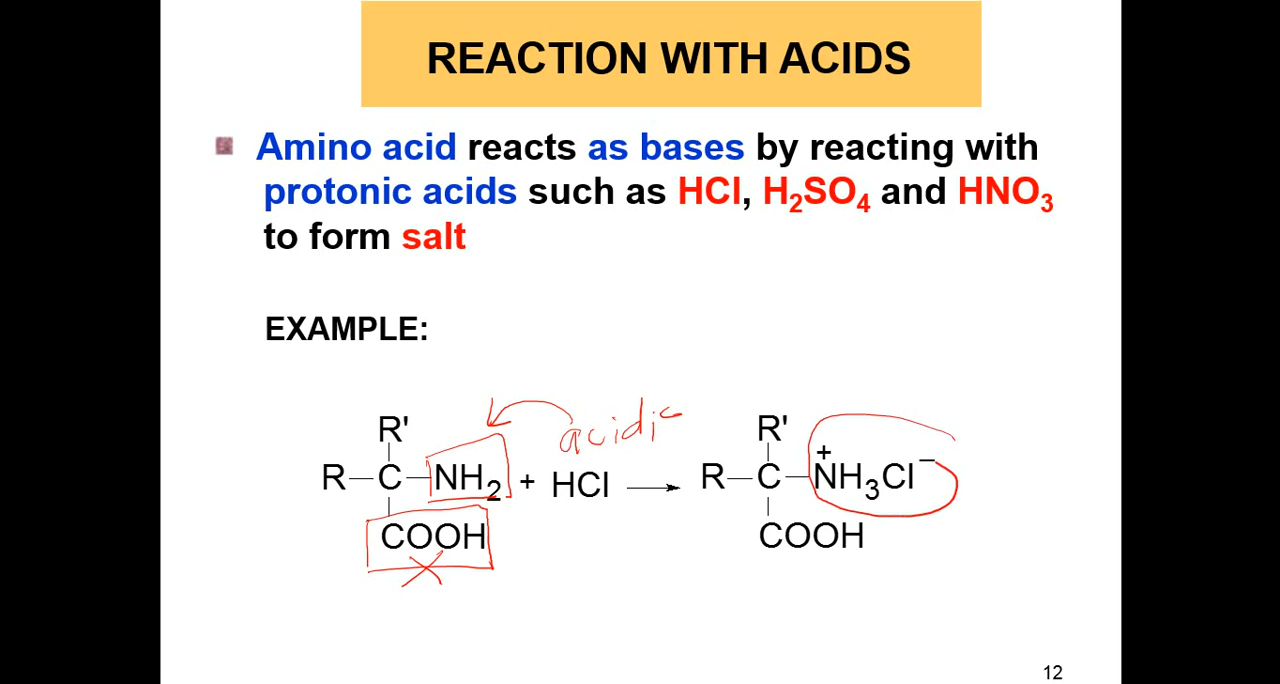 REACTION WITH ACIDS
Amino acid reacts as bases by reacting with
protonic acids such as HCl, H₂SO₄ and HNO₃
to form salt
EXAMPLE:
acidic
R' R'
R—C—NH₂ + HCl → R—C—N⁺H₃Cl⁻
COOH COOH
12